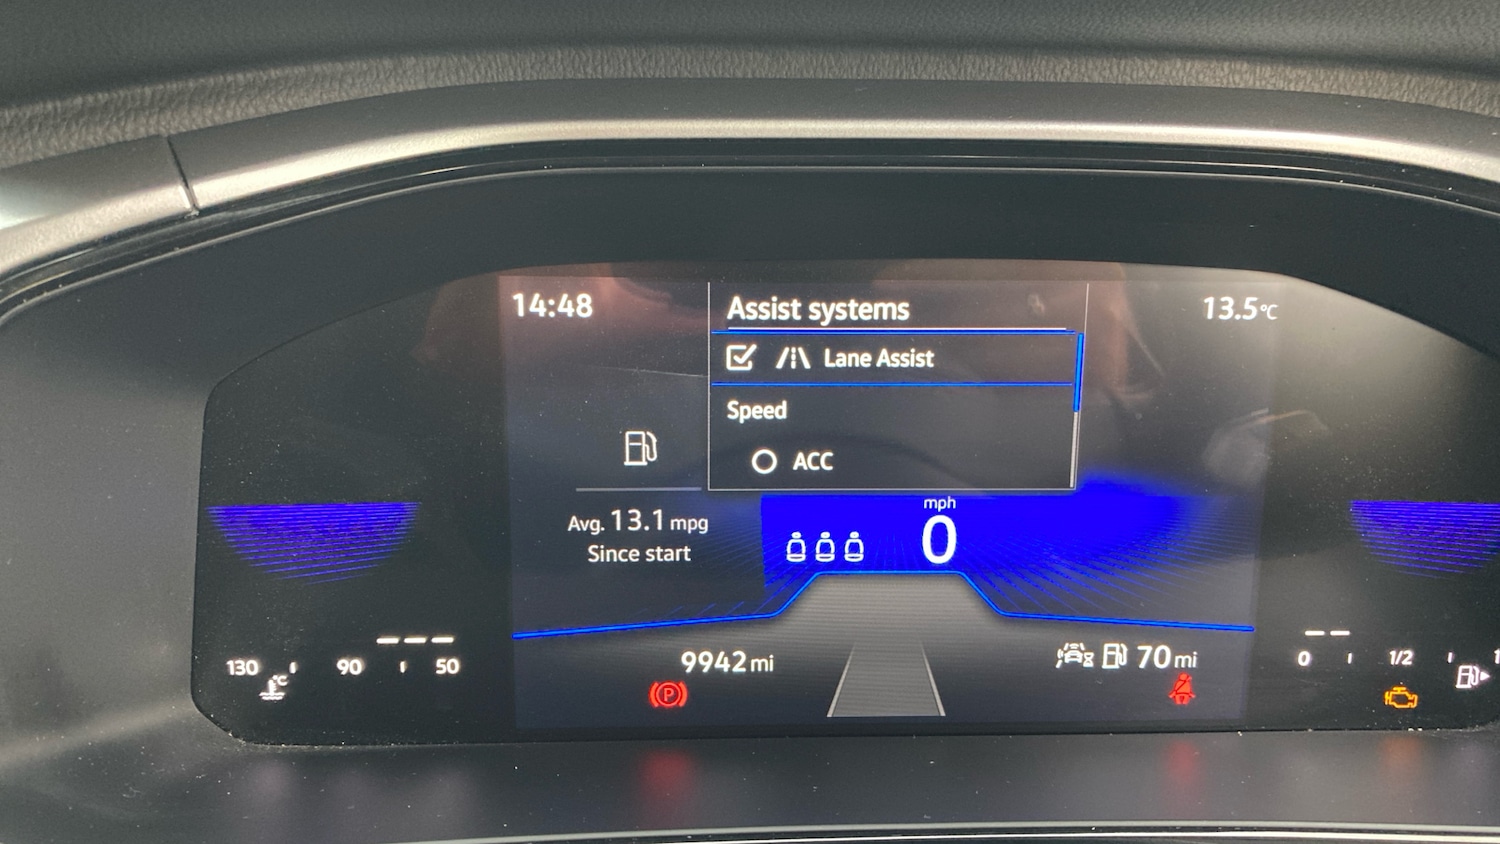 14:48
Assist systems
13.5°C
Lane Assist
Speed
ACC
mph
0
Avg. 13.1 mpg
Since start
130 90 50
°C
9942 mi
70 mi
0 1/2 1
P